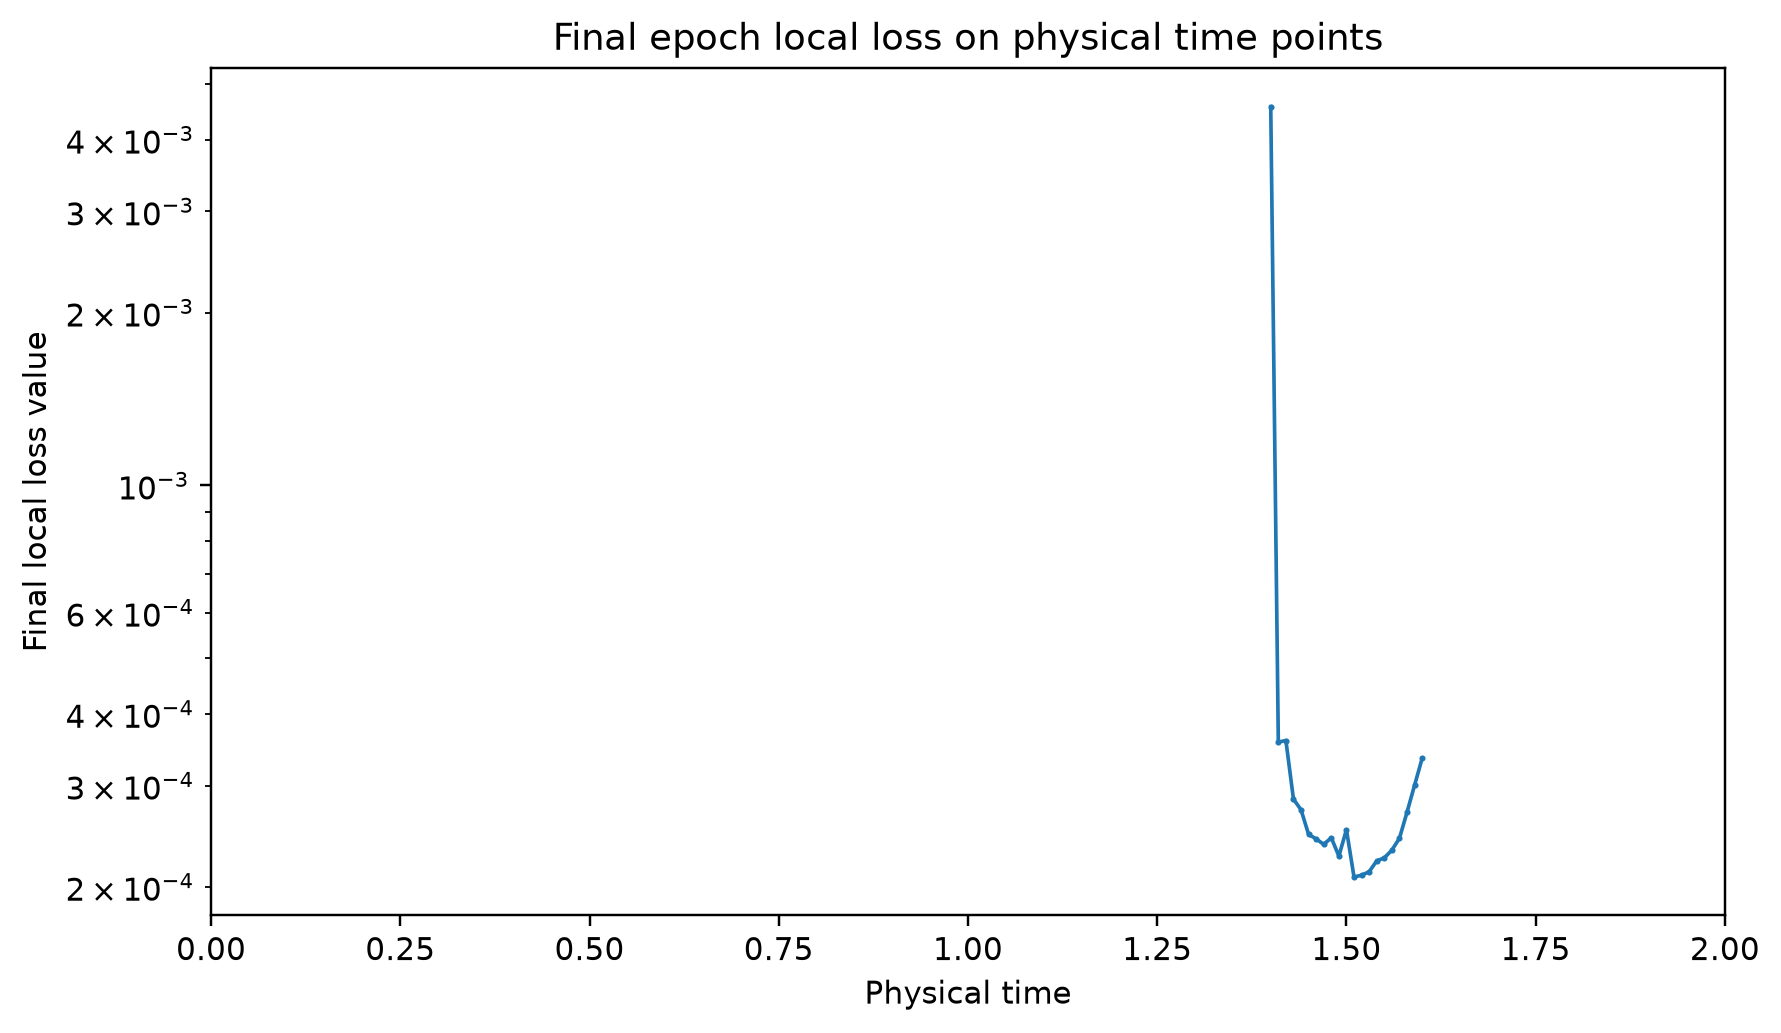 Final epoch local loss on physical time points
Final local loss value
4 × 10⁻³
3 × 10⁻³
2 × 10⁻³
10⁻³
6 × 10⁻⁴
4 × 10⁻⁴
3 × 10⁻⁴
2 × 10⁻⁴
0.00 0.25 0.50 0.75 1.00 1.25 1.50 1.75 2.00
Physical time